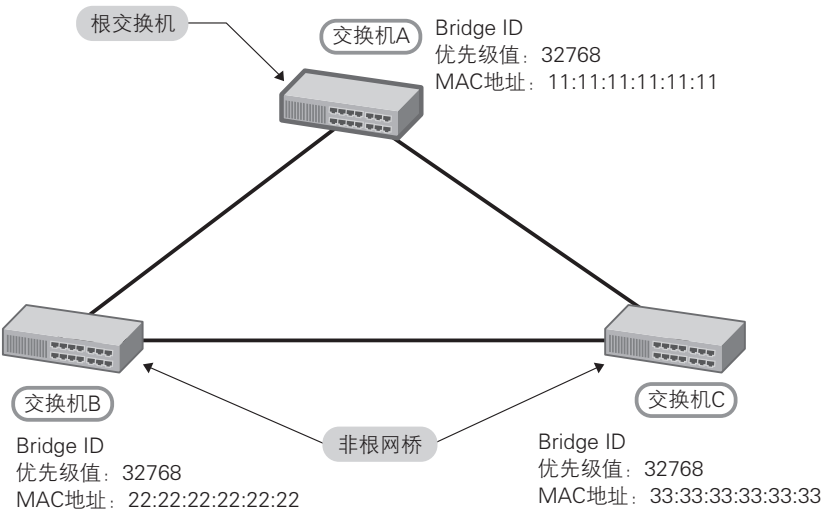 根交换机
交换机A
Bridge ID
优先级值：32768
MAC地址：11:11:11:11:11:11
交换机B
Bridge ID
优先级值：32768
MAC地址：22:22:22:22:22:22
非根网桥
交换机C
Bridge ID
优先级值：32768
MAC地址：33:33:33:33:33:33